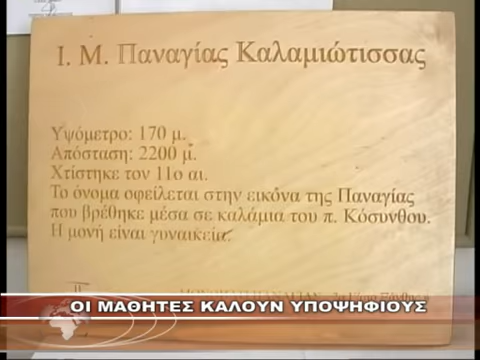 Ι. Μ. Παναγίας Καλαμιώτισσας
Υψόμετρο: 170 μ.
Απόσταση: 2200 μ.
Χτίστηκε τον 11ο αι.
Το όνομα οφείλεται στην εικόνα της Παναγίας
που βρέθηκε μέσα σε καλάμια του π. Κόσυνθου.
Η μονή είναι γυναικεία.
ΟΙ ΜΑΘΗΤΕΣ ΚΑΛΟΥΝ ΥΠΟΨΗΦΙΟΥΣ